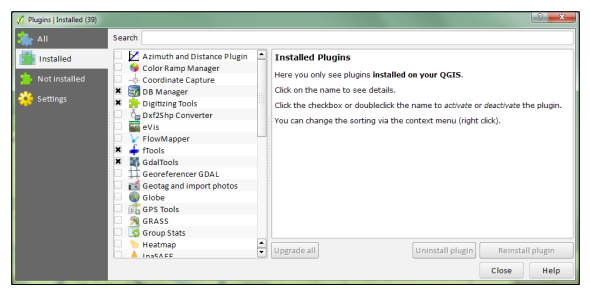 Plugins | Installed (39)
All
Installed
Not installed
Settings
Search
Azimuth and Distance Plugin
Color Ramp Manager
Coordinate Capture
DB Manager
Digitizing Tools
Dxf2Shp Converter
eVis
FlowMapper
fTools
GdalTools
Georeferencer GDAL
Geotag and import photos
Globe
GPS Tools
GRASS
Group Stats
Heatmap
InaSAFE
Installed Plugins
Here you only see plugins installed on your QGIS.
Click on the name to see details.
Click the checkbox or doubleclick the name to activate or deactivate the plugin.
You can change the sorting via the context menu (right click).
Upgrade all
Uninstall plugin
Reinstall plugin
Close
Help